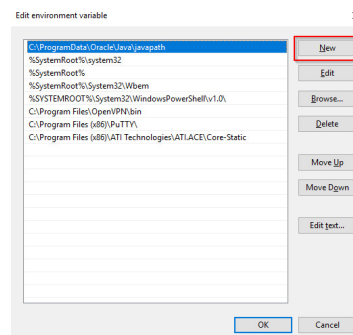 Edit environment variable
C:\ProgramData\Oracle\Java\javapath
%SystemRoot%\system32
%SystemRoot%
%SystemRoot%\System32\Wbem
%SYSTEMROOT%\System32\WindowsPowerShell\v1.0\
C:\Program Files\OpenVPN\bin
C:\Program Files (x86)\PuTTY\
C:\Program Files (x86)\ATI Technologies\ATI.ACE\Core-Static
New
Edit
Browse...
Delete
Move Up
Move Down
Edit text...
OK
Cancel